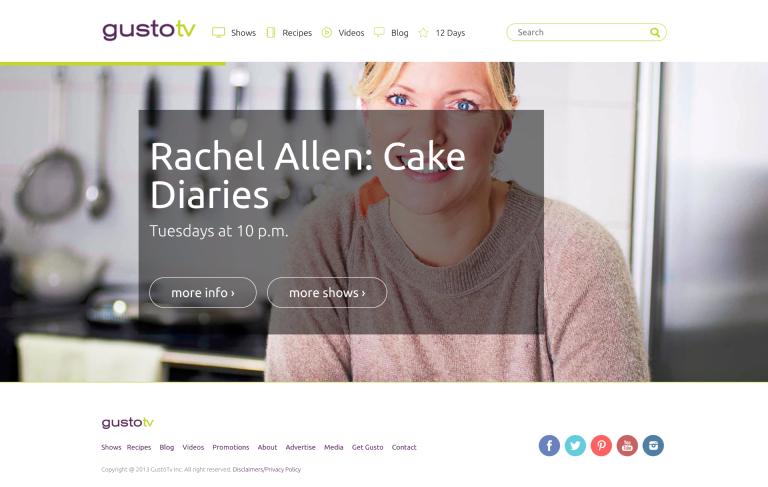 gustotv
Shows Recipes Videos Blog 12 Days
Search
Rachel Allen: Cake
Diaries
Tuesdays at 10 p.m.
more info › more shows ›
gustotv
Shows Recipes Blog Videos Promotions About Advertise Media Get Gusto Contact
You Tube
Copyright @ 2013 GustoTv Inc. All right reserved. Disclaimers/Privacy Policy